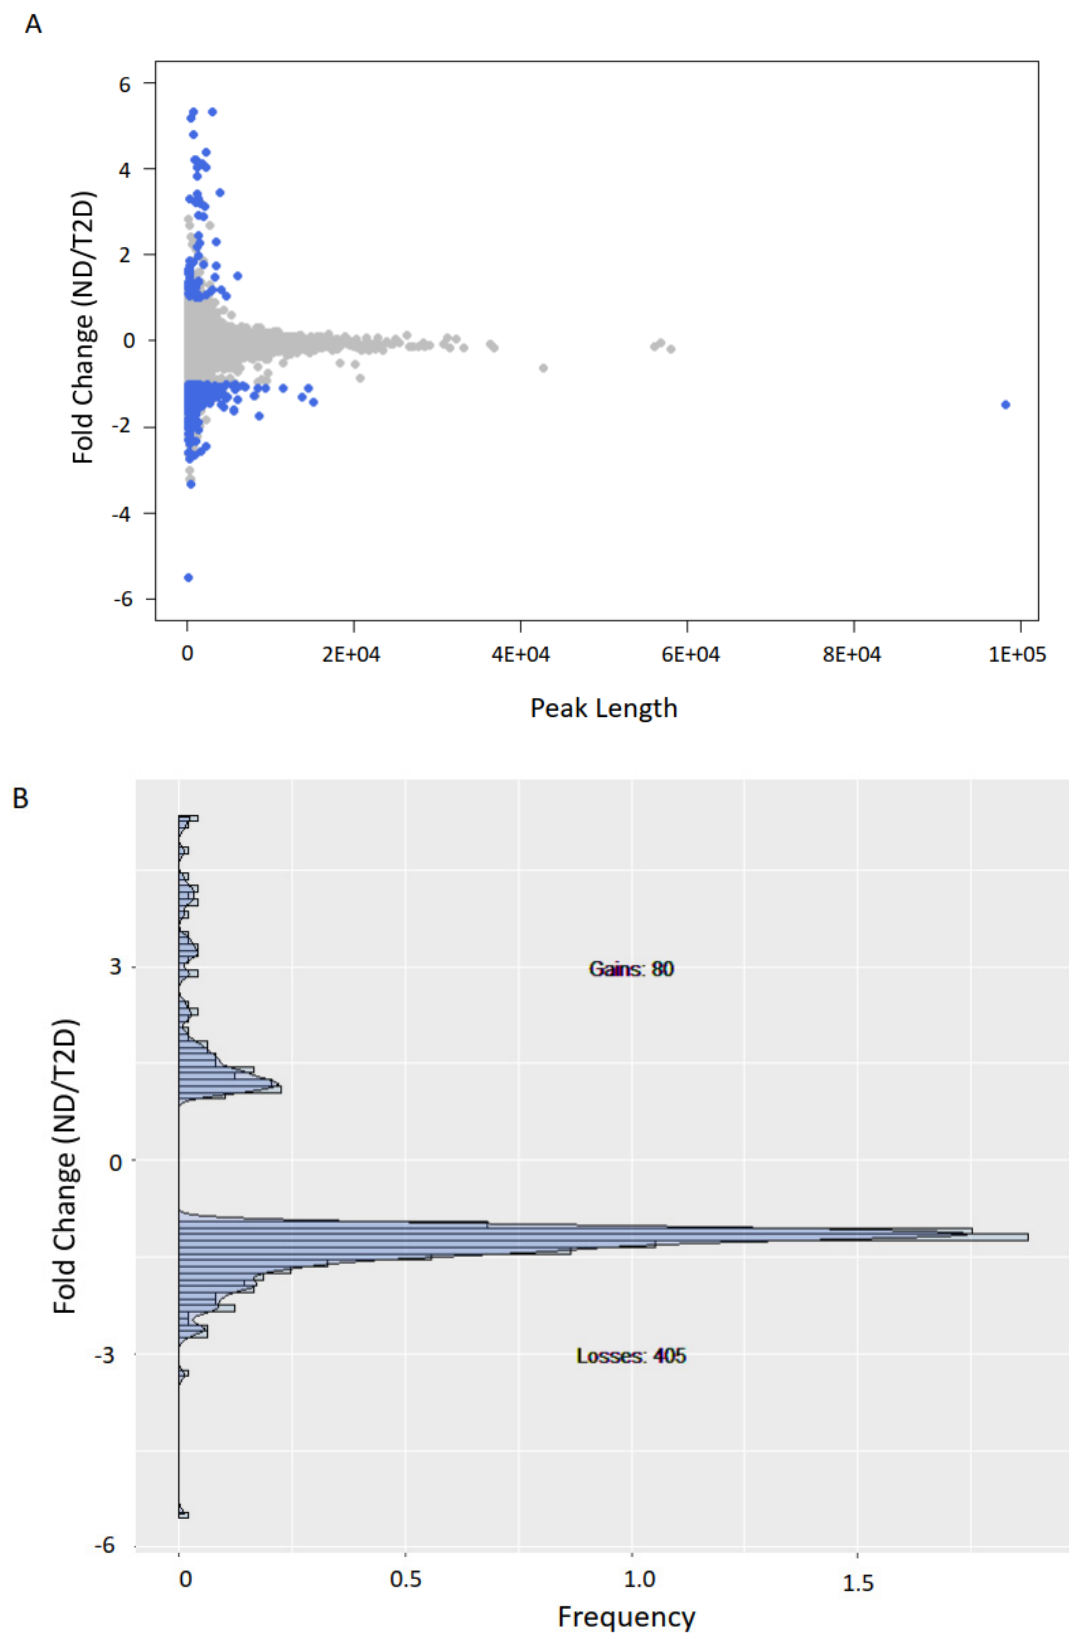 A
6
4
2
0
-2
-4
-6
Fold Change (ND/T2D)
0
2E+04
4E+04
6E+04
8E+04
1E+05
Peak Length
B
3
0
-3
-6
Fold Change (ND/T2D)
Gains: 80
Losses: 405
0
0.5
1.0
1.5
Frequency